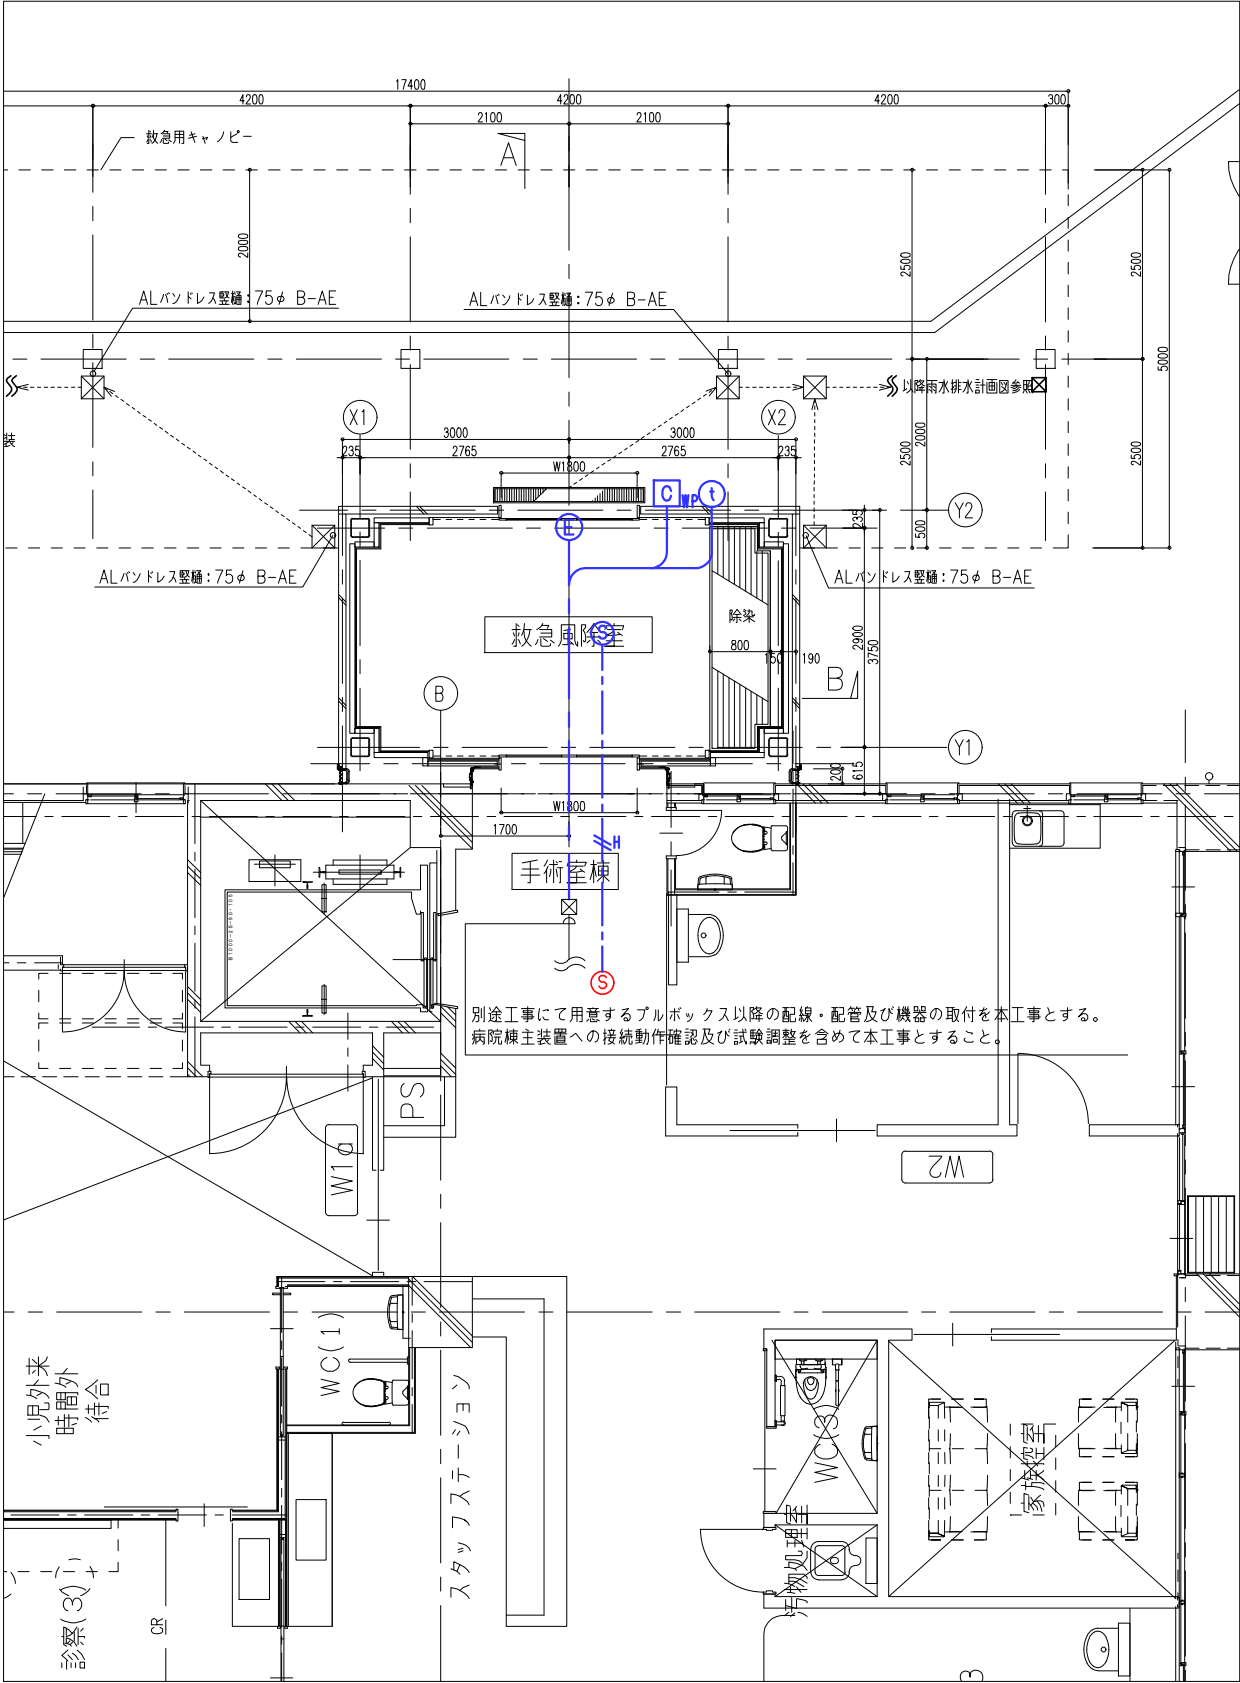 17400
4200
4200
4200
300
2100
2100
救急用キャノピー
A
2000
2500
2500
5000
ALバンドレス竪樋:75φ B-AE
ALバンドレス竪樋:75φ B-AE
以降雨水排水計画図参照
装
X1
X2
3000
3000
235
2765
2765
235
2500
2000
2500
W1800
C
WP
t
Y2
E
235
500
ALバンドレス竪樋:75φ B-AE
ALバンドレス竪樋:75φ B-AE
救急風除室
S
除染
800
150
190
2900
3750
B
B
Y1
200
615
W1800
1700
H
手術室棟
S
別途工事にて用意するプルボックス以降の配線・配管及び機器の取付を本工事とする。
病院棟主装置への接続動作確認及び試験調整を含めて本工事とすること。
PS
W1a
W2
WC(1)
小児外来
時間外
待合
スタッフステーション
WC(3)
家族控室
汚物処理室
診察(3)
CR